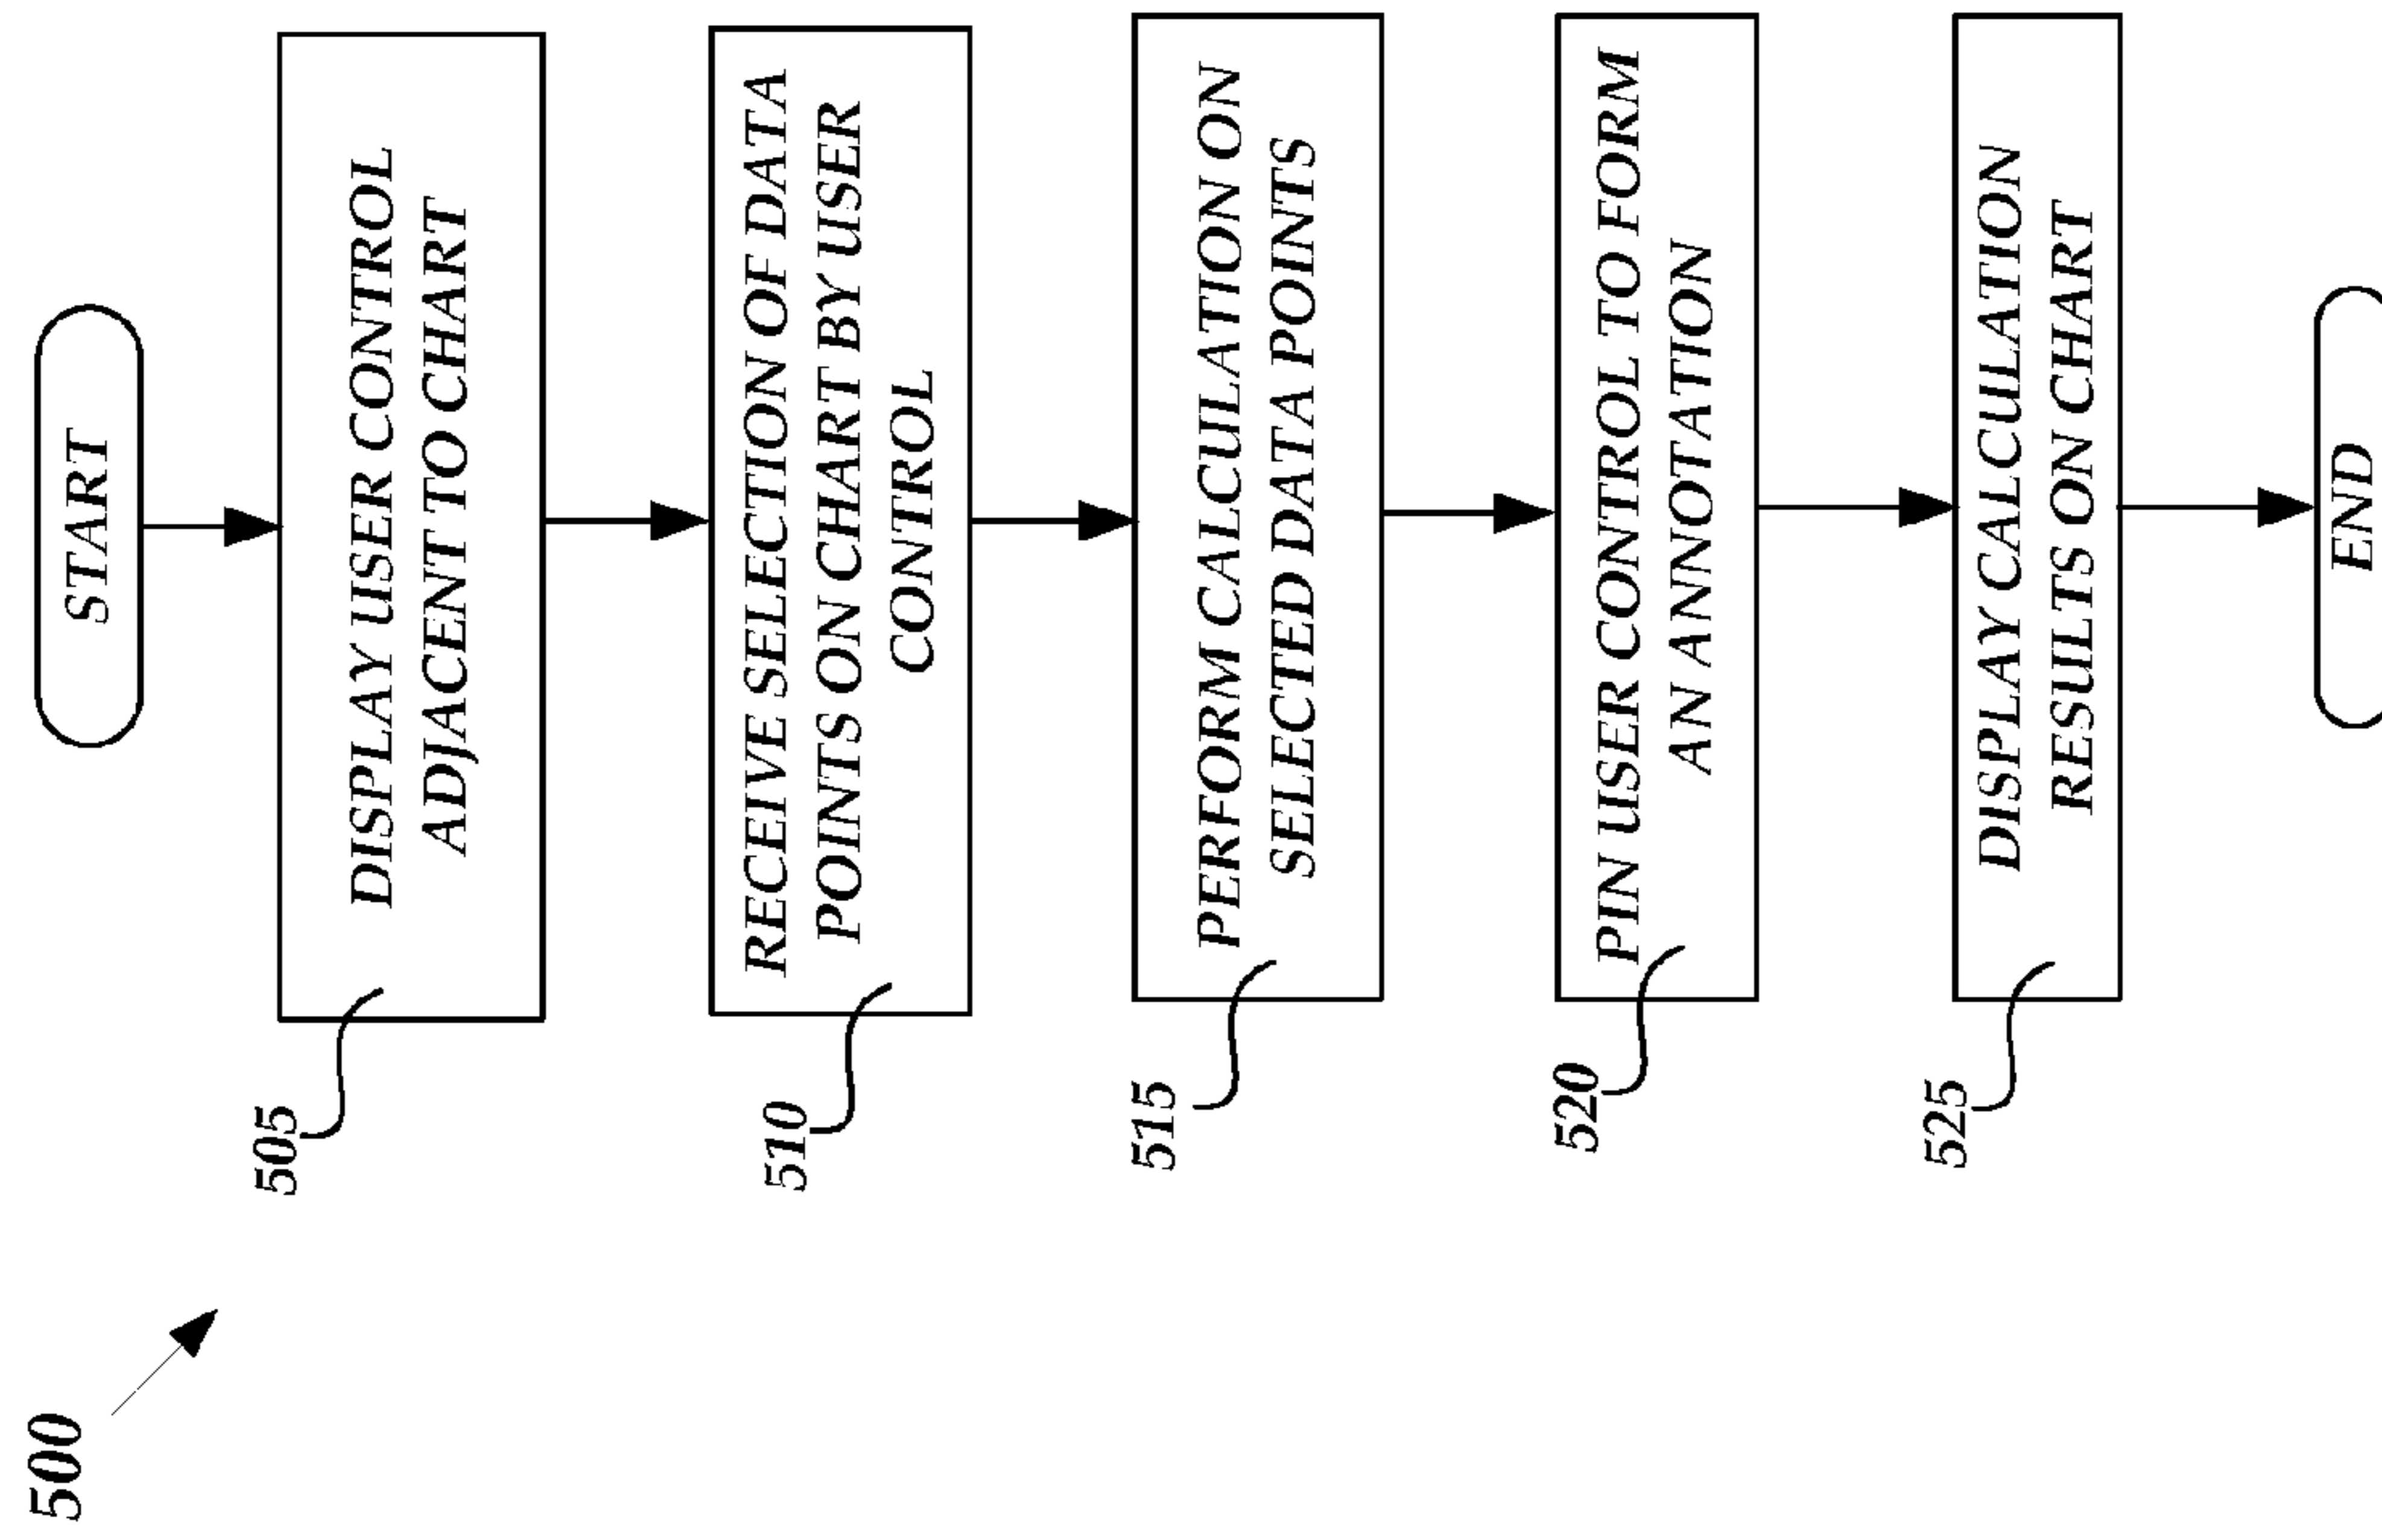 500
START
505
DISPLAY USER CONTROL
ADJACENT TO CHART
510
RECEIVE SELECTION OF DATA
POINTS ON CHART BY USER
CONTROL
515
PERFORM CALCULATION ON
SELECTED DATA POINTS
520
PIN USER CONTROL TO FORM
AN ANNOTATION
525
DISPLAY CALCULATION
RESULTS ON CHART
END